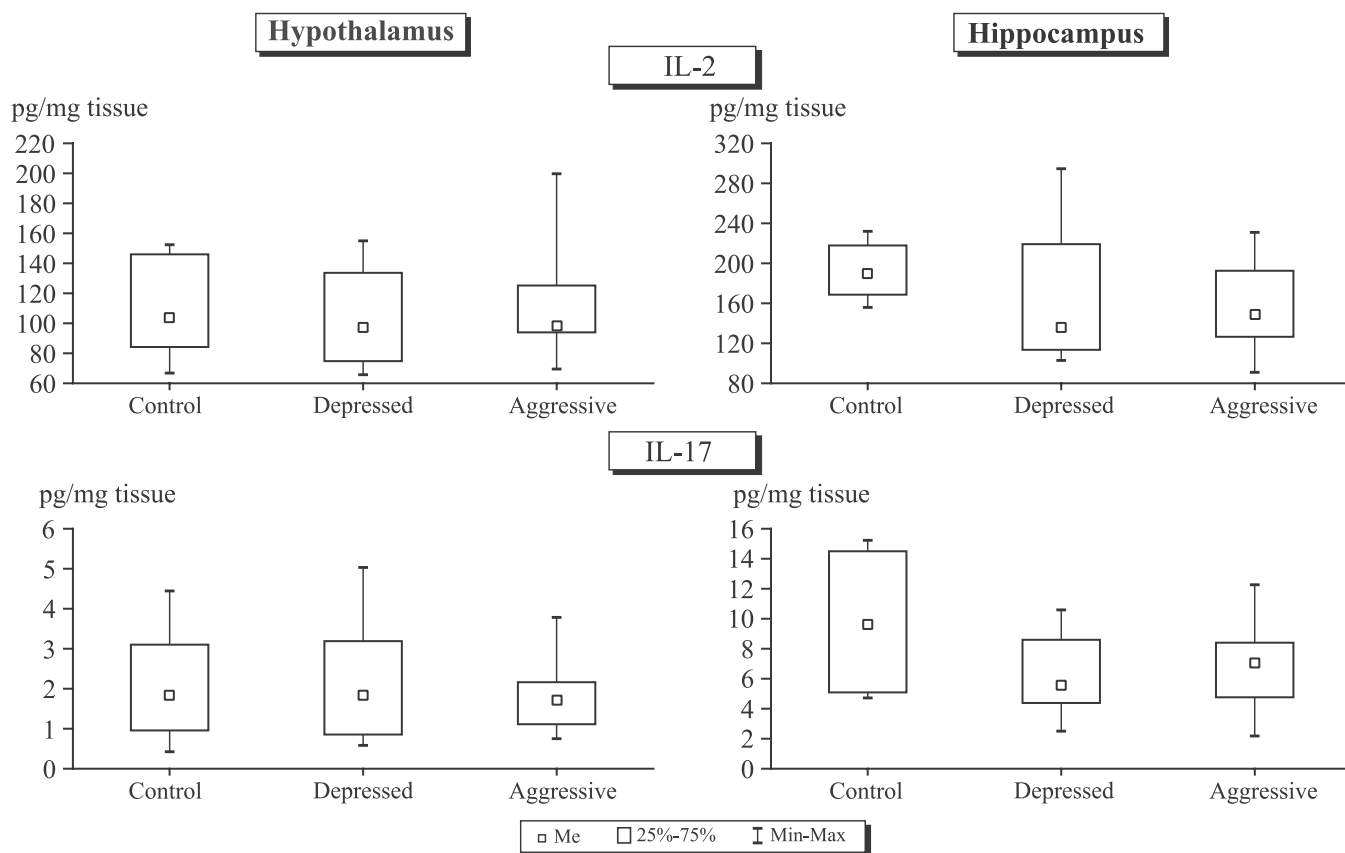 Hypothalamus
Hippocampus
IL-2
pg/mg tissue
220
200
180
160
140
120
100
80
60
Control Depressed Aggressive
pg/mg tissue
320
280
240
200
160
120
80
Control Depressed Aggressive
IL-17
pg/mg tissue
6
5
4
3
2
1
0
Control Depressed Aggressive
pg/mg tissue
16
14
12
10
8
6
4
2
0
Control Depressed Aggressive
Me 25%-75% Min-Max